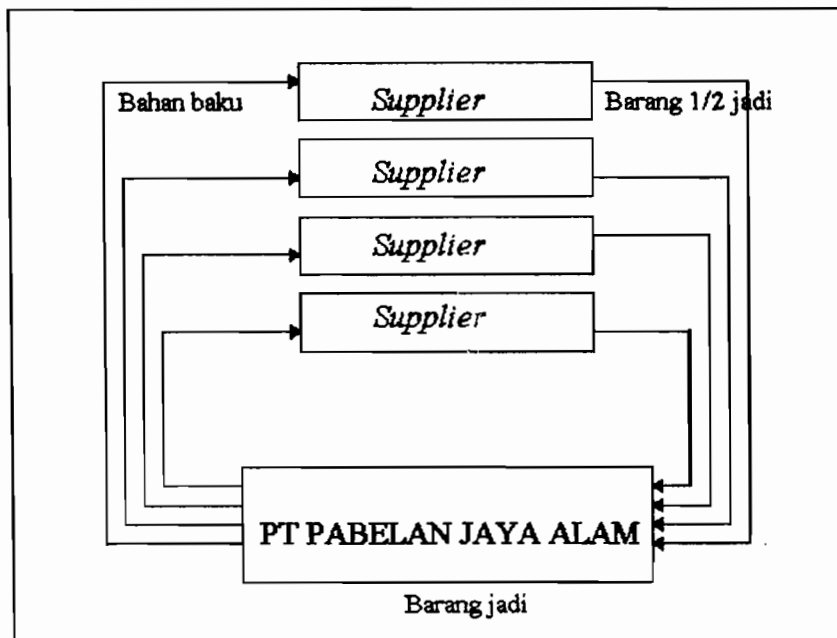 Supplier
Bahan baku
Barang 1/2 jadi
Supplier
Supplier
Supplier
PT PABELAN JAYA ALAM
Barang jadi